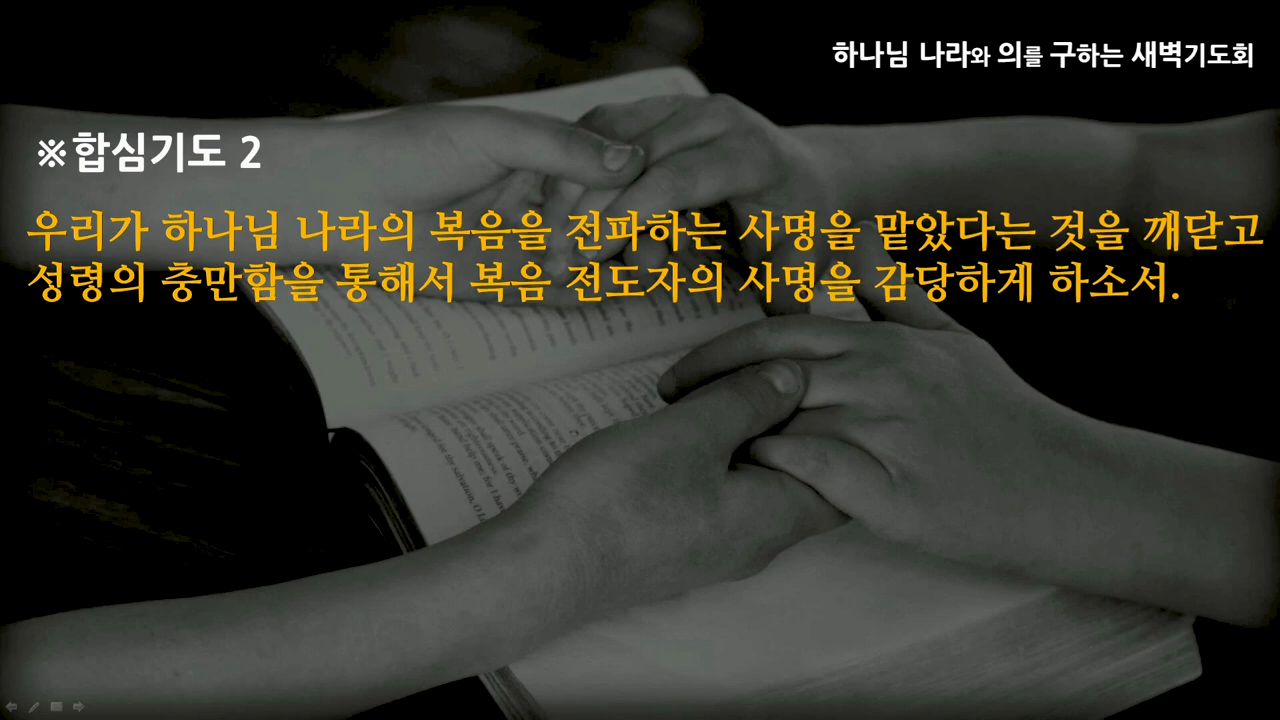 하나님 나라와 의를 구하는 새벽기도회
※합심기도 2
우리가 하나님 나라의 복음을 전파하는 사명을 맡았다는 것을 깨닫고
성령의 충만함을 통해서 복음 전도자의 사명을 감당하게 하소서.